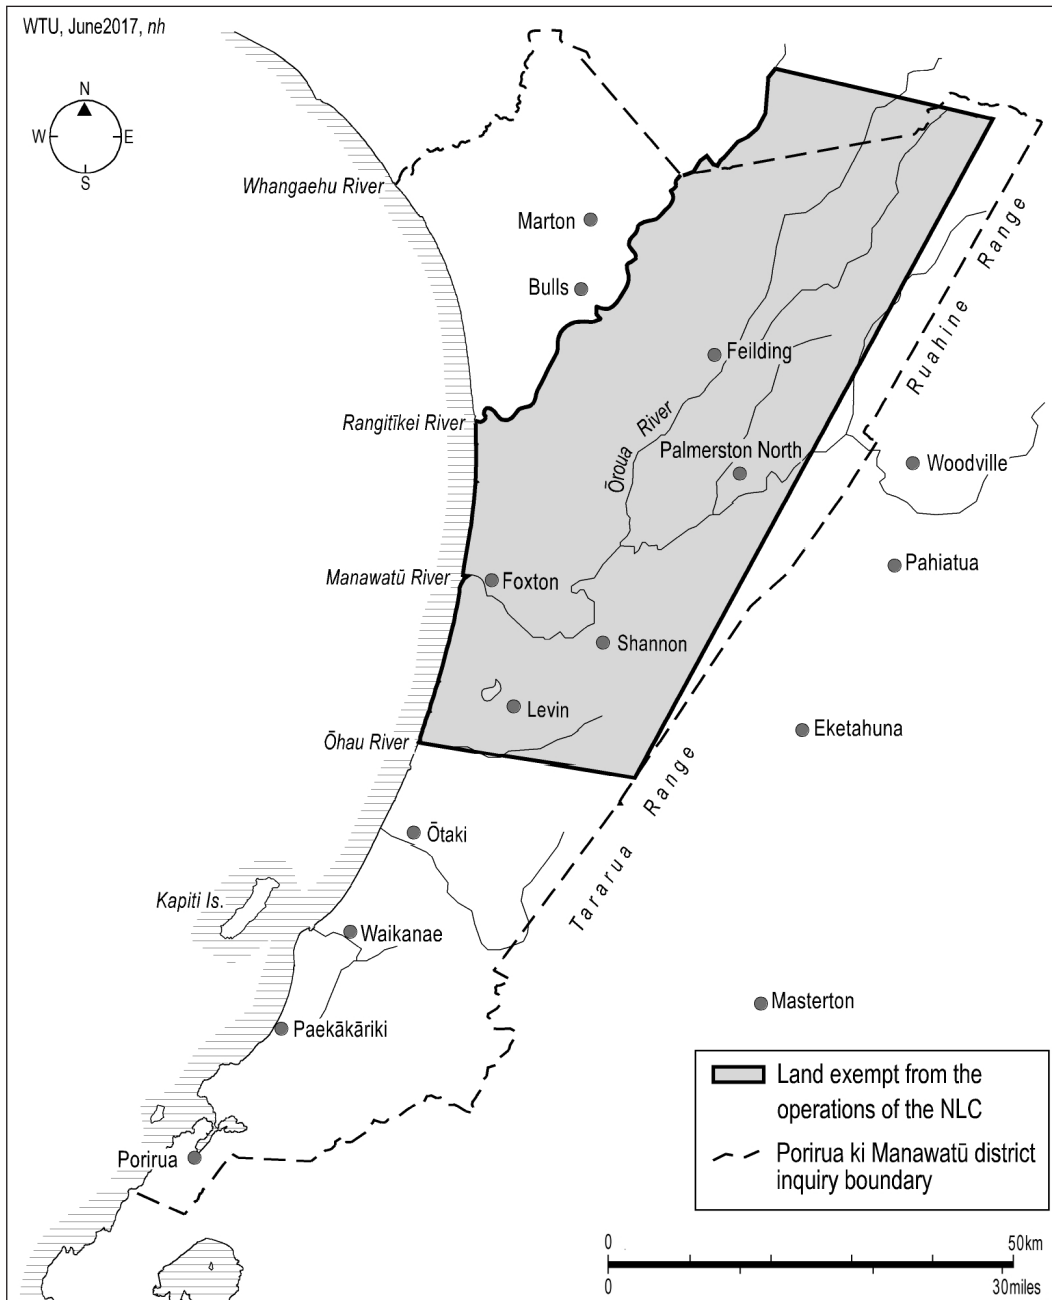 WTU, June2017, nh
N
W
E
S
Whangaehu River
Marton
Bulls
Ruahine Range
Feilding
Rangitīkei River
Ōroua River
Palmerston North
Woodville
Pahiatua
Manawatū River
Foxton
Shannon
Levin
Eketahuna
Ōhau River
Tararua Range
Ōtaki
Kapiti Is.
Waikanae
Masterton
Paekākāriki
Porirua
Land exempt from the
operations of the NLC
Porirua ki Manawatū district
inquiry boundary
0
50km
0
30miles